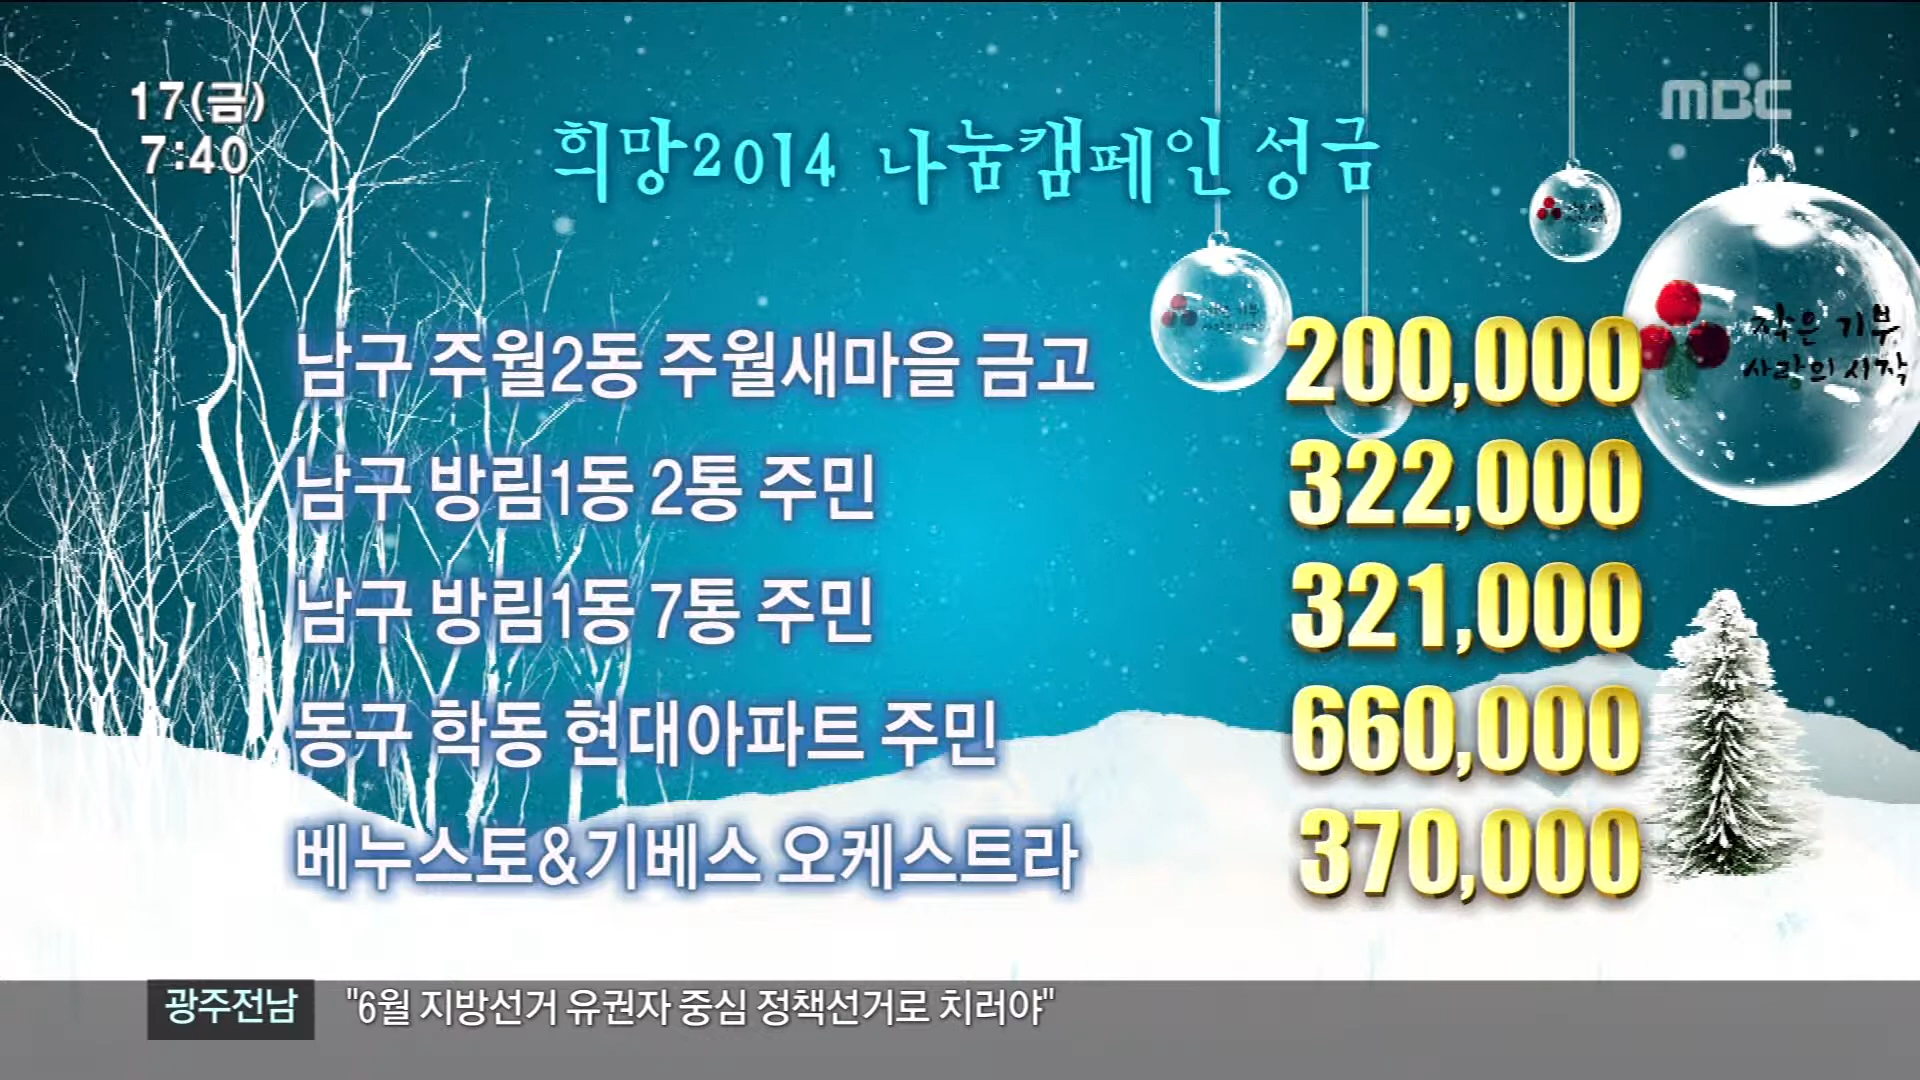 17(금)
7:40
MBC
희망2014 나눔캠페인 성금
작은 기부
사랑의 시작
남구 주월2동 주월새마을 금고 200,000
남구 방림1동 2통 주민 322,000
남구 방림1동 7통 주민 321,000
동구 학동 현대아파트 주민 660,000
베누스토&기베스 오케스트라 370,000
광주전남 "6월 지방선거 유권자 중심 정책선거로 치러야"